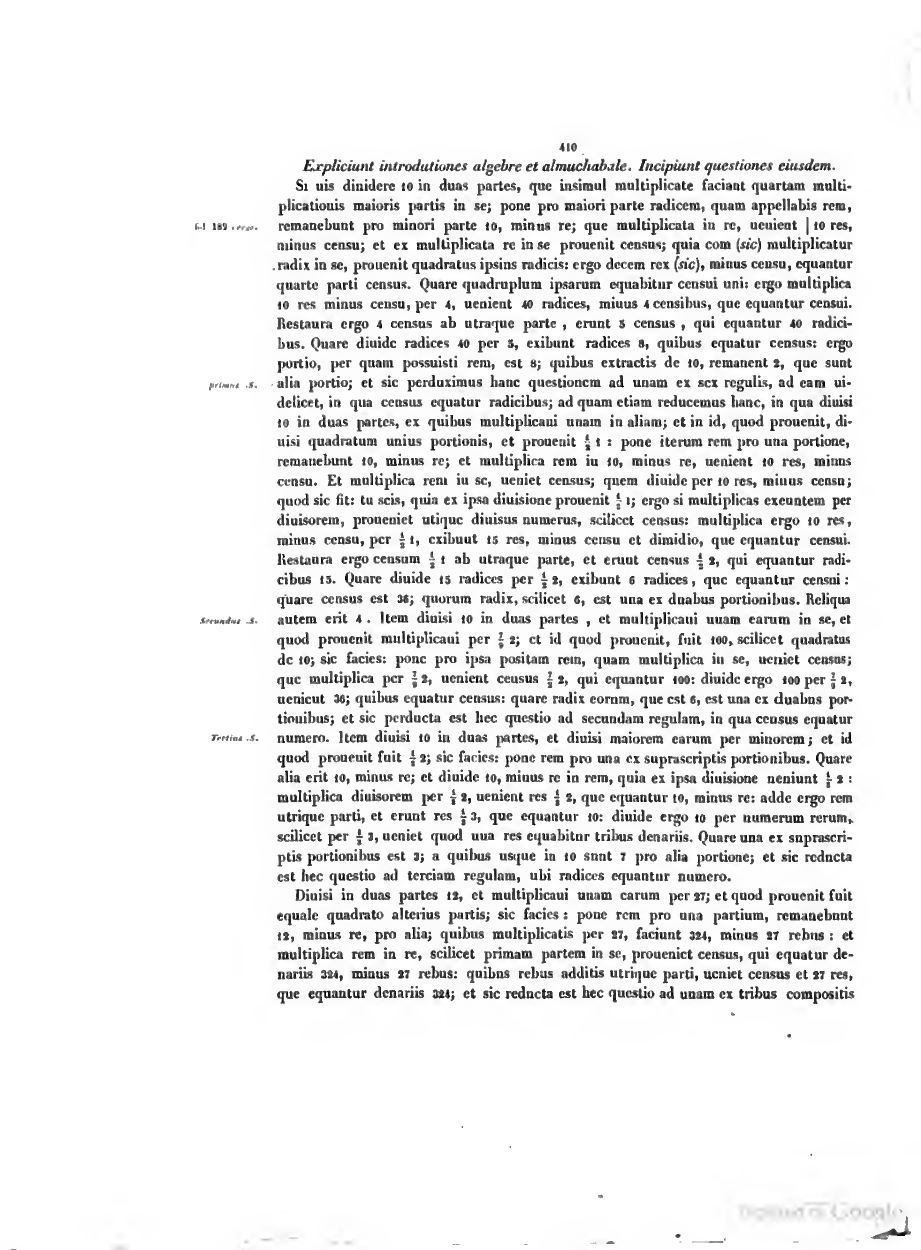 410
Expliciunt introdutiones algebre et almuchabale. Incipiunt questiones eiusdem.
Si uis diuidere 10 in duas partes, que insimul multiplicate faciant quartam multi-
plicationis maioris partis in se; pone pro maiori parte radicem, quam appellabis rem,
fol. 189 uerso.
remanebunt pro minori parte 10, minus re; que multiplicata in re, ueuient | 10 res,
minus censu; et ex multiplicata re in se prouenit census; quia com (sic) multiplicatur
radix in se, prouenit quadratus ipsius radicis: ergo decem rex (sic), minus censu, equantur
quarte parti census. Quare quadruplum ipsarum equabitur censui uni: ergo multiplica
10 res minus censu, per 4, uenient 40 radices, minus 4 censibus, que equantur censui.
Restaura ergo 4 census ab utraque parte , erunt 5 census , qui equantur 40 radici-
bus. Quare diuide radices 40 per 5, exibunt radices 8, quibus equatur census: ergo
portio, per quam possuisti rem, est 8; quibus extractis de 10, remanent 2, que sunt
primus .S.
alia portio; et sic perduximus hanc questionem ad unam ex sex regulis, ad eam ui-
delicet, in qua census equatur radicibus; ad quam etiam reducemus hanc, in qua diuisi
10 in duas partes, ex quibus multiplicaui unam in aliam; et in id, quod prouenit, di-
uisi quadratum unius portionis, et prouenit 1/2 1 : pone iterum rem pro una portione,
remanebunt 10, minus re; et multiplica rem in 10, minus re, uenient 10 res, minus
censu. Et multiplica rem in se, ueniet census; quem diuide per 10 res, minus censu;
quod sic fit: tu scis, quia ex ipsa diuisione prouenit 1/2 1; ergo si multiplicas exeuntem per
diuisorem, proueniet utique diuisus numerus, scilicet census: multiplica ergo 10 res,
minus censu, per 1/2 1, exibunt 15 res, minus censu et dimidio, que equantur censui.
Restaura ergo censum 1/2 1 ab utraque parte, et erunt census 1/2 2, qui equantur radi-
cibus 15. Quare diuide 15 radices per 1/2 2, exibunt 6 radices, que equantur censui :
quare census est 36; quorum radix, scilicet 6, est una ex duabus portionibus. Reliqua
Secundus .S.
autem erit 4 . Item diuisi 10 in duas partes , et multiplicaui unam earum in se, et
quod prouenit multiplicaui per 7/9 2; et id quod prouenit, fuit 100, scilicet quadratus
de 10; sic facies: pone pro ipsa positam rem, quam multiplica in se, ueniet census;
que multiplica per 7/9 2, uenient census 7/9 2, qui equantur 100: diuide ergo 100 per 7/9 2,
uenicut 36; quibus equatur census: quare radix eorum, que est 6, est una ex duabus por-
tionibus; et sic perducta est hec questio ad secundam regulam, in qua census equatur
Tertius .S.
numero. Item diuisi 10 in duas partes, et diuisi maiorem earum per minorem; et id
quod prouenit fuit 1/3 2; sic facies: pone rem pro una ex suprascriptis portionibus. Quare
alia erit 10, minus re; et diuide 10, minus re in rem, quia ex ipsa diuisione ueniunt 1/3 2 :
multiplica diuisorem per 1/3 2, uenient res 1/3 2, que equantur 10, minus re: adde ergo rem
utrique parti, et erunt res 1/3 3, que equantur 10: diuide ergo 10 per numerum rerum,
scilicet per 1/3 3, ueniet quod una res equabitur tribus denariis. Quare una ex suprascri-
ptis portionibus est 3; a quibus usque in 10 sunt 7 pro alia portione; et sic reducta
est hec questio ad terciam regulam, ubi radices equantur numero.
Diuisi in duas partes 12, et multiplicaui unam earum per 27; et quod prouenit fuit
equale quadrato alterius partis; sic facies : pone rem pro una partium, remanebunt
12, minus re, pro alia; quibus multiplicatis per 27, faciunt 324, minus 27 rebus : et
multiplica rem in re, scilicet primam partem in se, proueniet census, qui equatur de-
nariis 324, minus 27 rebus: quibus rebus additis utrique parti, ueniet census et 27 res,
que equantur denariis 324; et sic reducta est hec questio ad unam ex tribus compositis
Digitized by Google